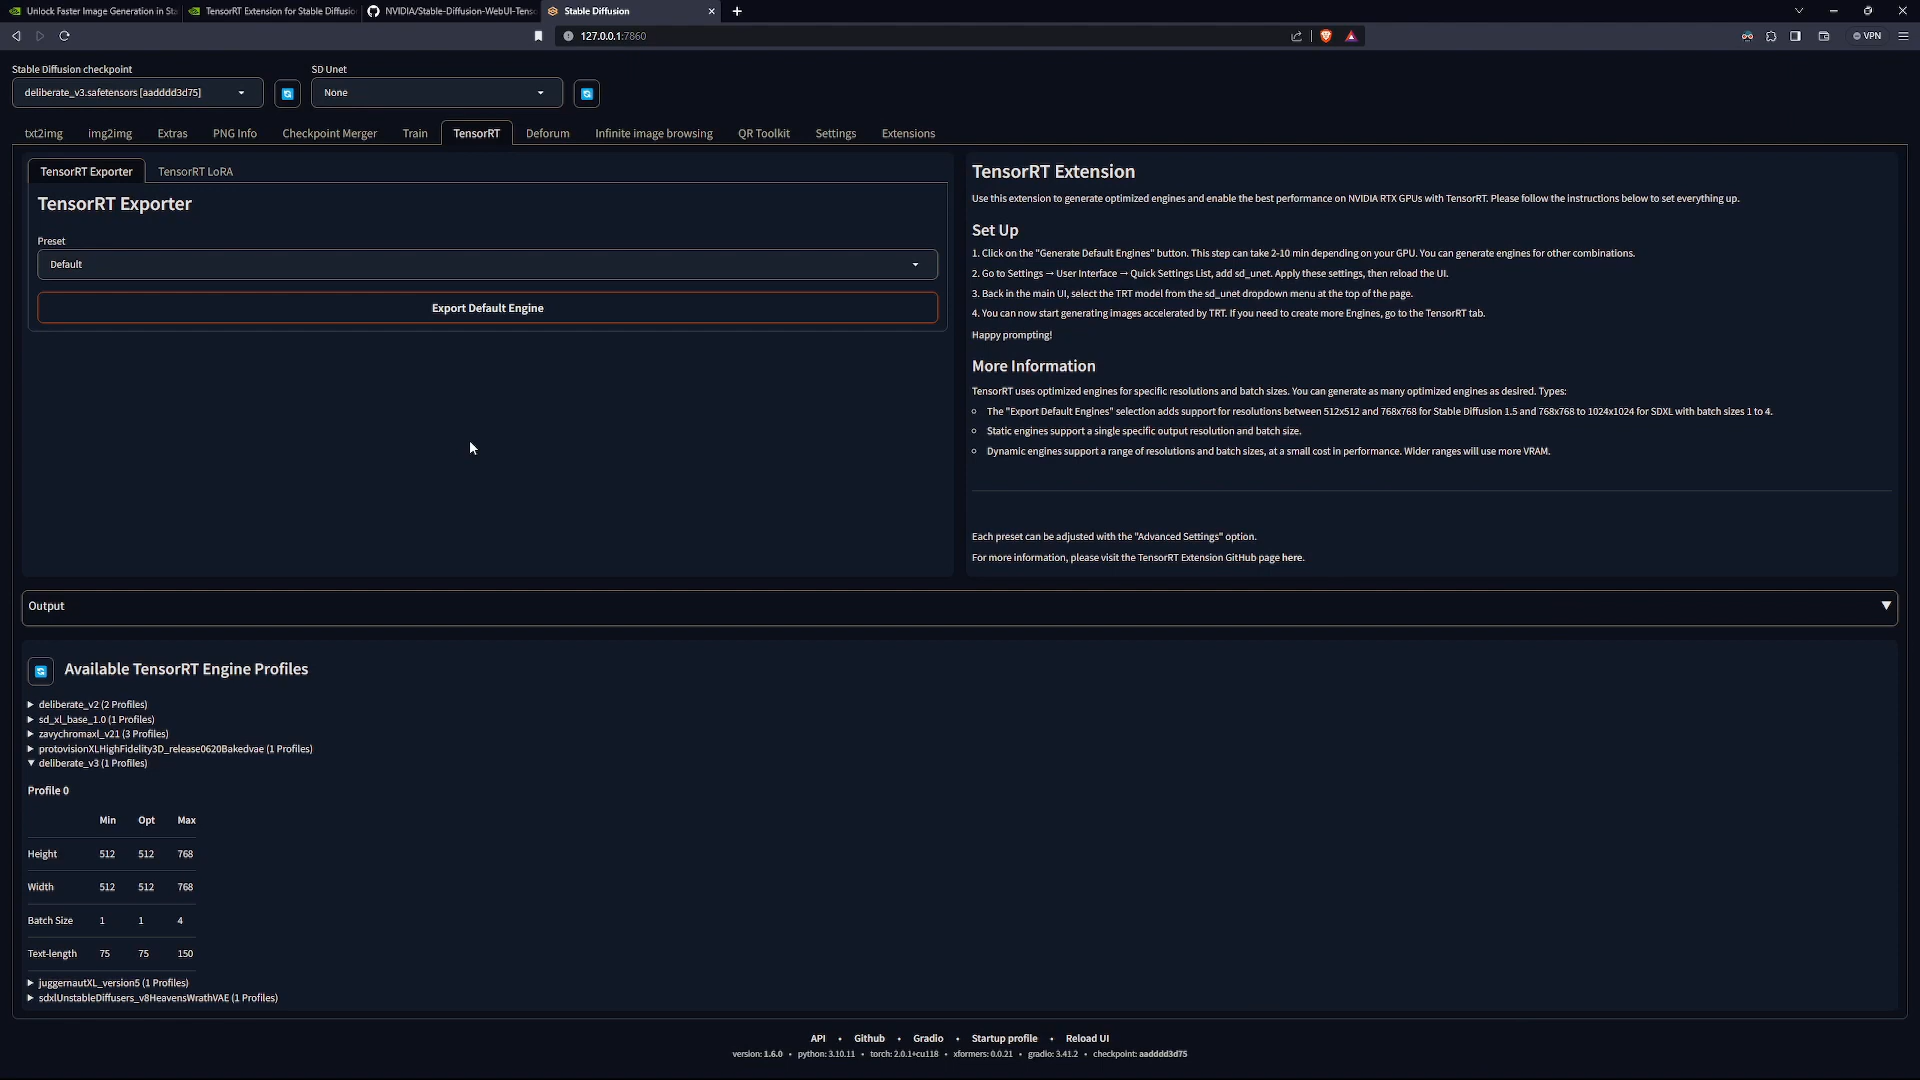 Unlock Faster Image Generation in Sta
TensorRT Extension for Stable Diffusion
NVIDIA/Stable-Diffusion-WebUI-Tens
Stable Diffusion
127.0.0.1:7860
VPN
Stable Diffusion checkpoint
SD Unet
deliberate_v3.safetensors [aadddd3d75]
None
txt2img
img2img
Extras
PNG Info
Checkpoint Merger
Train
TensorRT
Deforum
Infinite image browsing
QR Toolkit
Settings
Extensions
TensorRT Exporter
TensorRT LoRA
TensorRT Exporter
Preset
Default
Export Default Engine
TensorRT Extension
Use this extension to generate optimized engines and enable the best performance on NVIDIA RTX GPUs with TensorRT. Please follow the instructions below to set everything up.
Set Up
1. Click on the "Generate Default Engines" button. This step can take 2-10 min depending on your GPU. You can generate engines for other combinations.
2. Go to Settings → User Interface → Quick Settings List, add sd_unet. Apply these settings, then reload the UI.
3. Back in the main UI, select the TRT model from the sd_unet dropdown menu at the top of the page.
4. You can now start generating images accelerated by TRT. If you need to create more Engines, go to the TensorRT tab.
Happy prompting!
More Information
TensorRT uses optimized engines for specific resolutions and batch sizes. You can generate as many optimized engines as desired. Types:
The "Export Default Engines" selection adds support for resolutions between 512x512 and 768x768 for Stable Diffusion 1.5 and 768x768 to 1024x1024 for SDXL with batch sizes 1 to 4.
Static engines support a single specific output resolution and batch size.
Dynamic engines support a range of resolutions and batch sizes, at a small cost in performance. Wider ranges will use more VRAM.
Each preset can be adjusted with the "Advanced Settings" option.
For more information, please visit the TensorRT Extension GitHub page here.
Output
Available TensorRT Engine Profiles
deliberate_v2 (2 Profiles)
sd_xl_base_1.0 (1 Profiles)
zavychromaxl_v21 (3 Profiles)
protovisionXLHighFidelity3D_release0620Bakedvae (1 Profiles)
deliberate_v3 (1 Profiles)
Profile 0
Min Opt Max
Height 512 512 768
Width 512 512 768
Batch Size 1 1 4
Text-length 75 75 150
juggernautXL_version5 (1 Profiles)
sdxlUnstableDiffusers_v8HeavensWrathVAE (1 Profiles)
API • Github • Gradio • Startup profile • Reload UI
version: 1.6.0 • python: 3.10.11 • torch: 2.0.1+cu118 • xformers: 0.0.21 • gradio: 3.41.2 • checkpoint: aadddd3d75